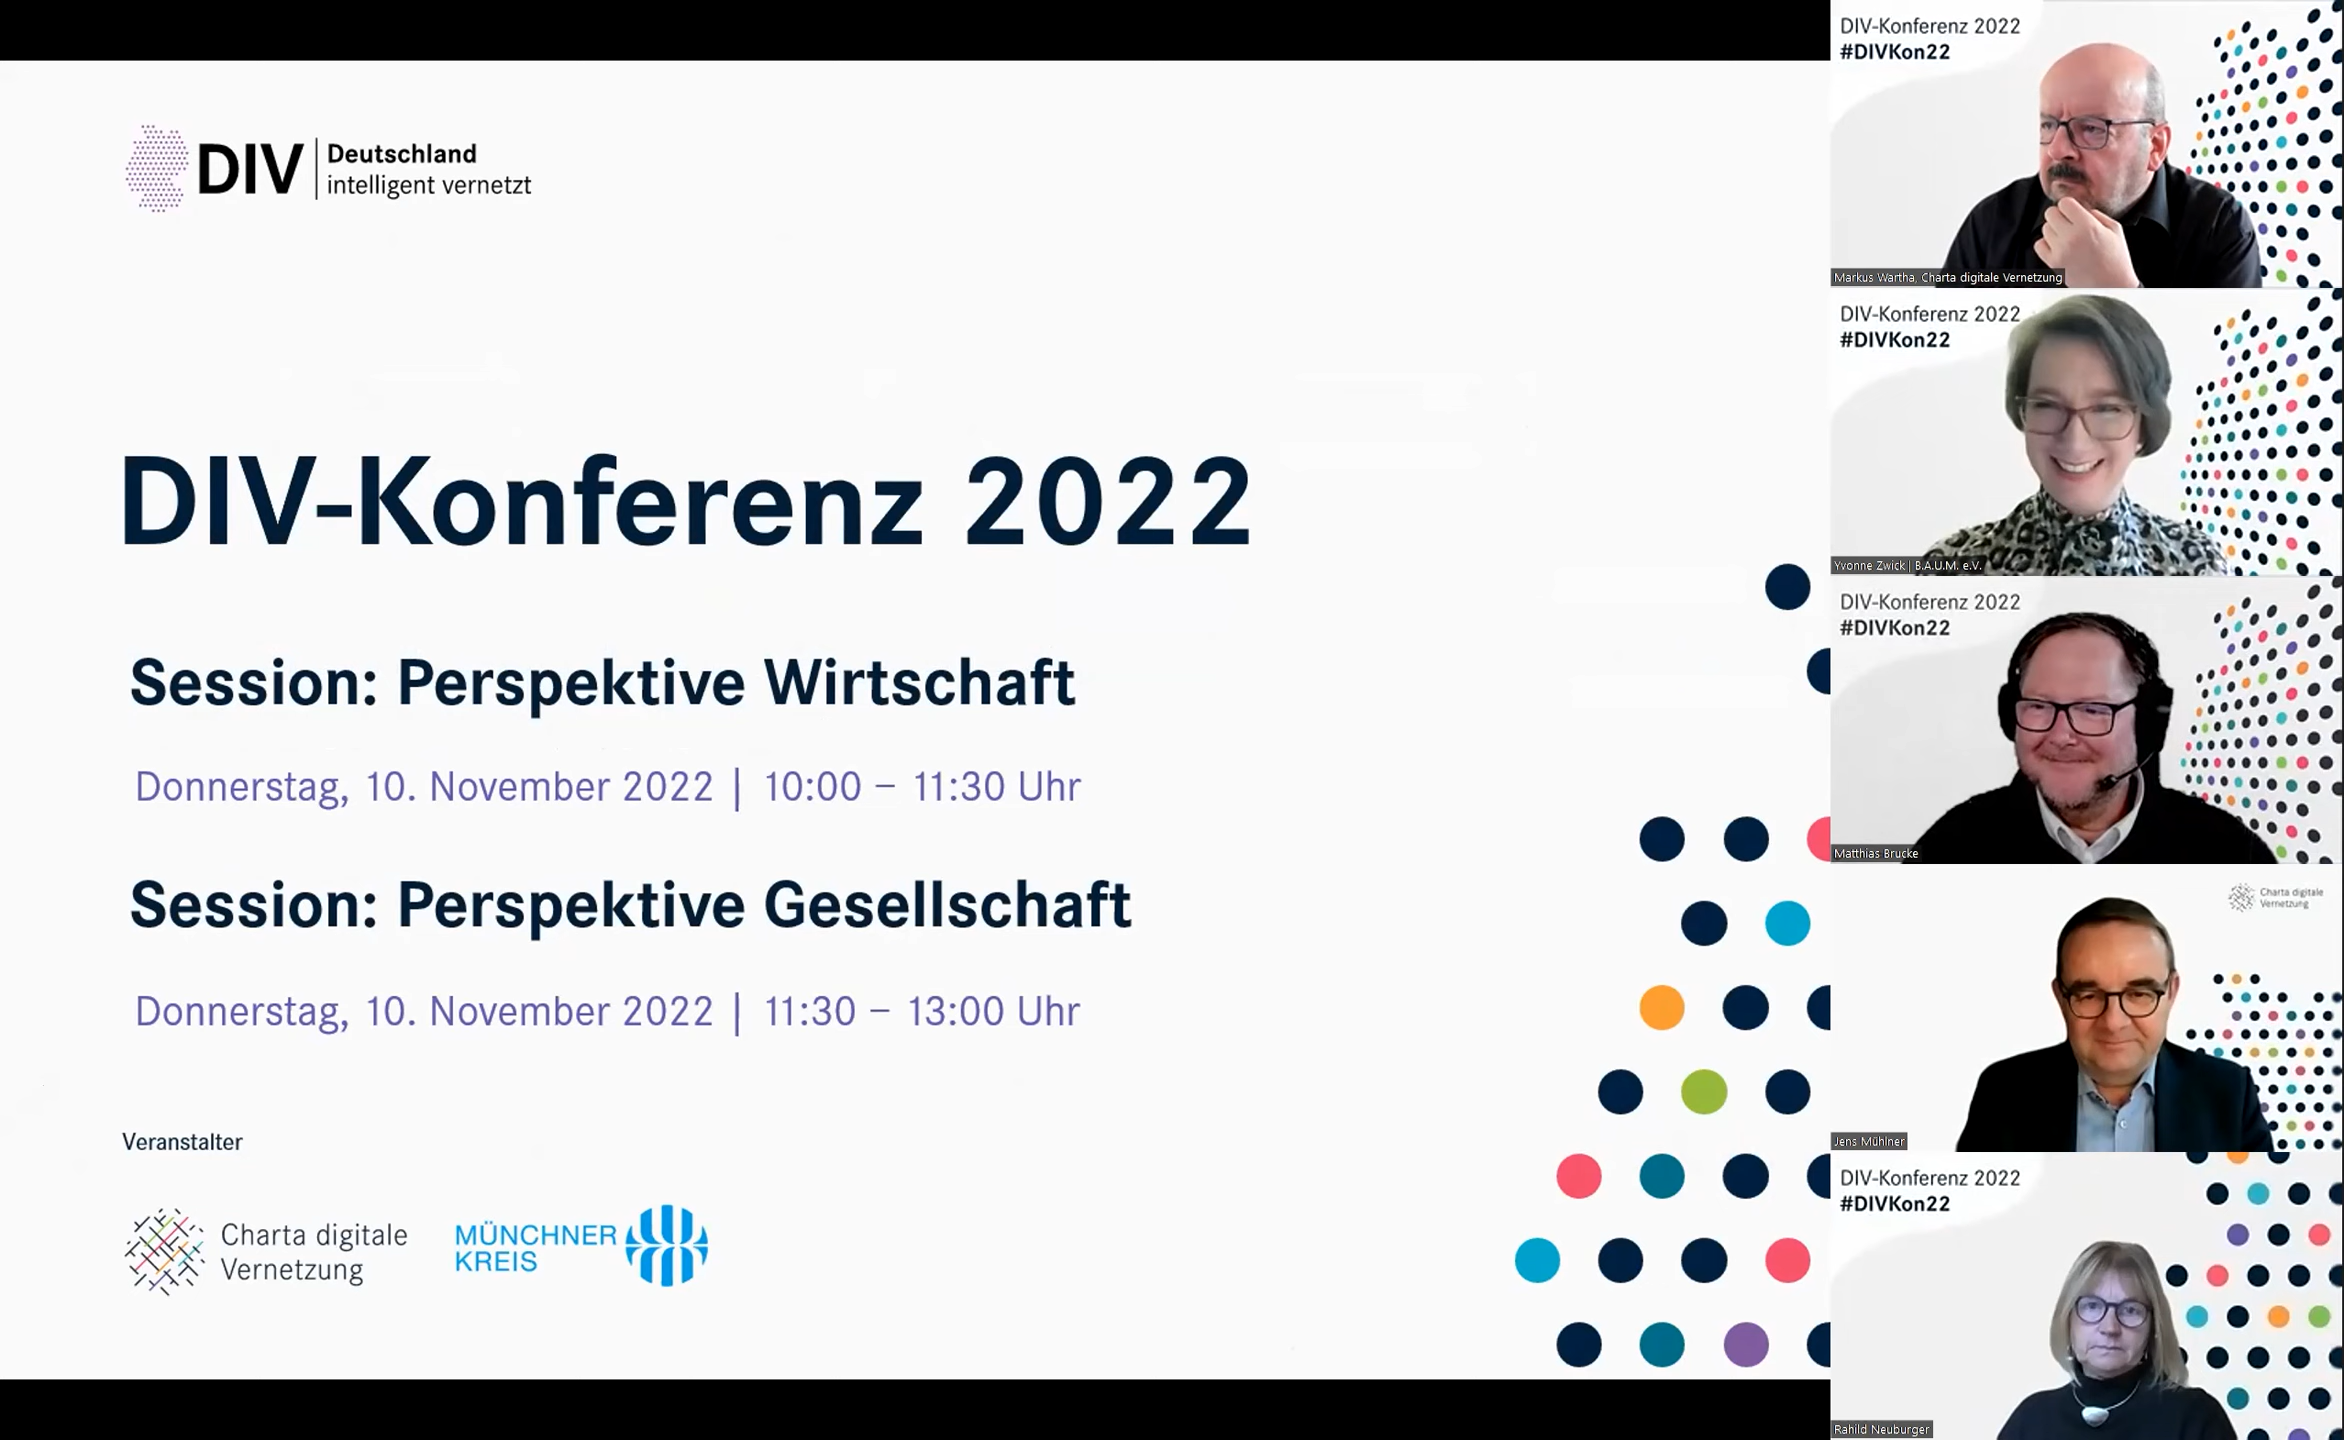 DIV
Deutschland
intelligent vernetzt
DIV-Konferenz 2022
Session: Perspektive Wirtschaft
Donnerstag, 10. November 2022 | 10:00 – 11:30 Uhr
Session: Perspektive Gesellschaft
Donnerstag, 10. November 2022 | 11:30 – 13:00 Uhr
Veranstalter
Charta digitale
Vernetzung
MÜNCHNER
KREIS
DIV-Konferenz 2022
#DIVKon22
Markus Wartha, Charta digitale Vernetzung
DIV-Konferenz 2022
#DIVKon22
Yvonne Zwick | B.A.U.M. e.V.
DIV-Konferenz 2022
#DIVKon22
Matthias Brucke
Charta digitale
Vernetzung
Jens Mühlner
DIV-Konferenz 2022
#DIVKon22
Rahild Neuburger